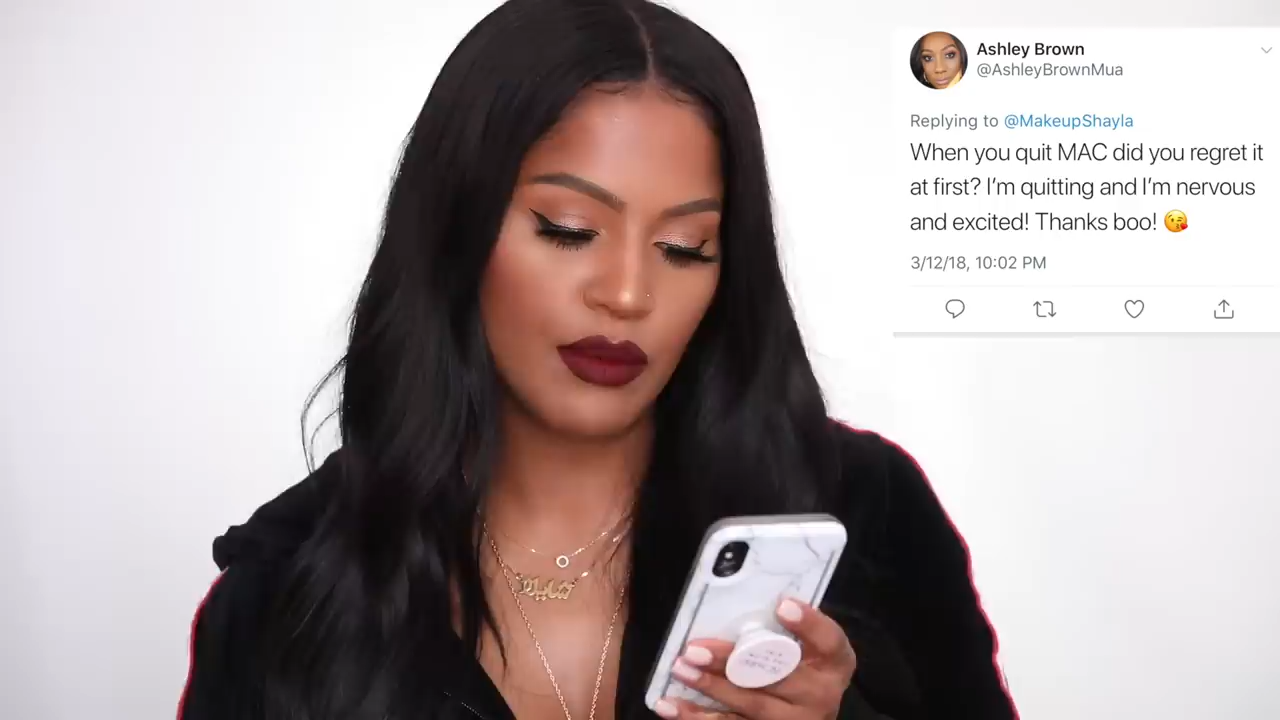 Ashley Brown
@AshleyBrownMua
Replying to @MakeupShayla
When you quit MAC did you regret it
at first? I'm quitting and I'm nervous
and excited! Thanks boo! 😘
3/12/18, 10:02 PM